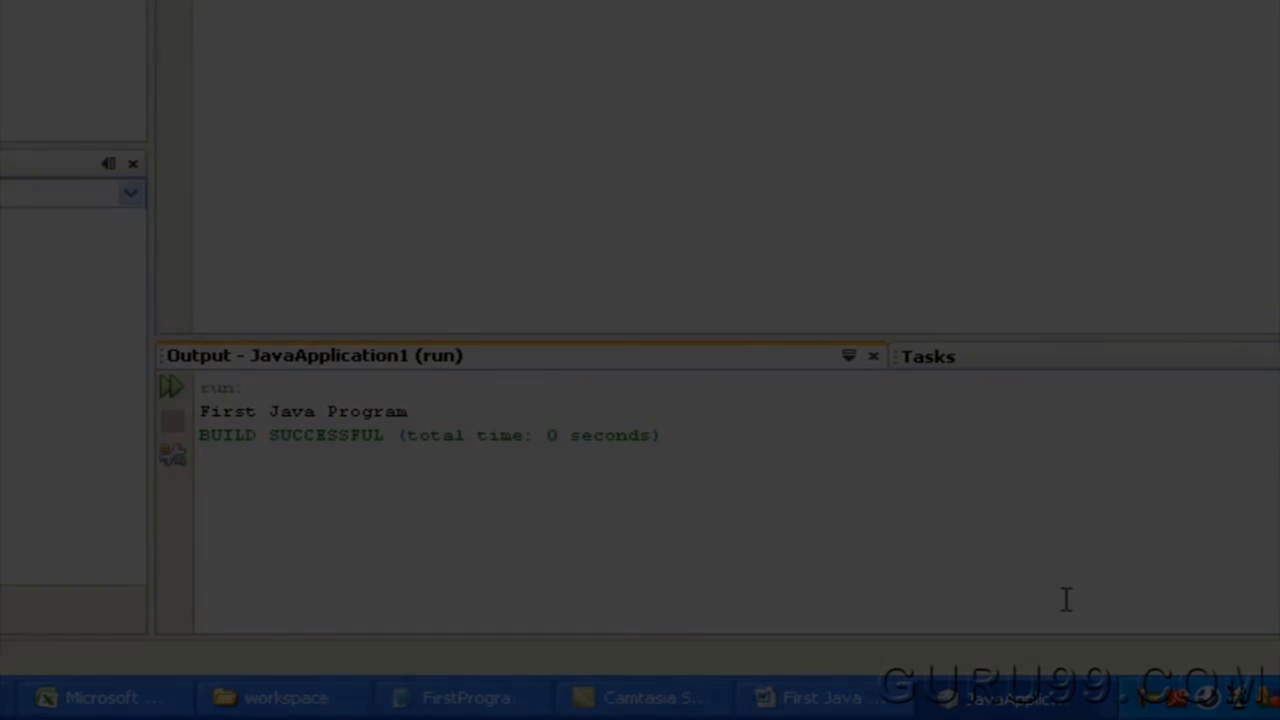 Output - JavaApplication1 (run)
Tasks
run:
First Java Program
BUILD SUCCESSFUL (total time: 0 seconds)
GURU99.COM
Microsoft ...
workspace
FirstProgra...
Camtasia S...
First Java ...
JavaApplic...